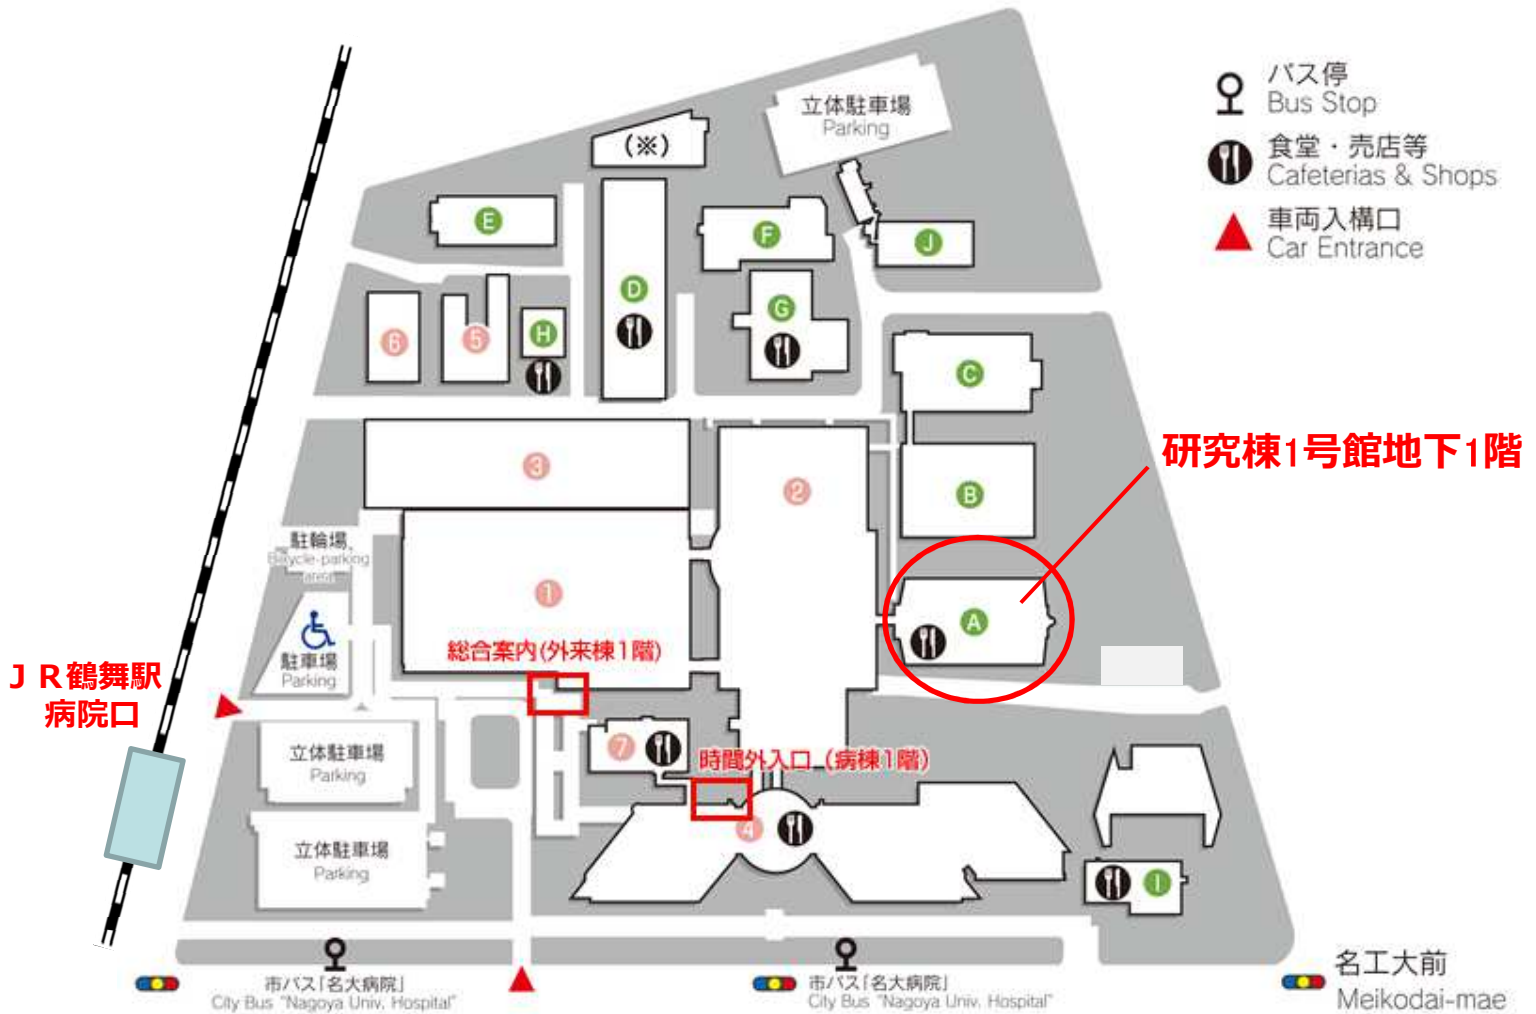 バス停
Bus Stop
食堂・売店等
Cafeterias & Shops
車両入構口
Car Entrance
立体駐車場
Parking
(※)
E
F
J
D
G
H
6
5
C
3
2
B
研究棟1号館地下1階
駐輪場
Bicycle-parking
area
1
A
総合案内(外来棟1階)
駐車場
Parking
ＪＲ鶴舞駅
病院口
7
時間外入口（病棟1階）
立体駐車場
Parking
4
立体駐車場
Parking
I
市バス「名大病院」
City Bus "Nagoya Univ. Hospital"
市バス「名大病院」
City Bus "Nagoya Univ. Hospital"
名工大前
Meikodai-mae